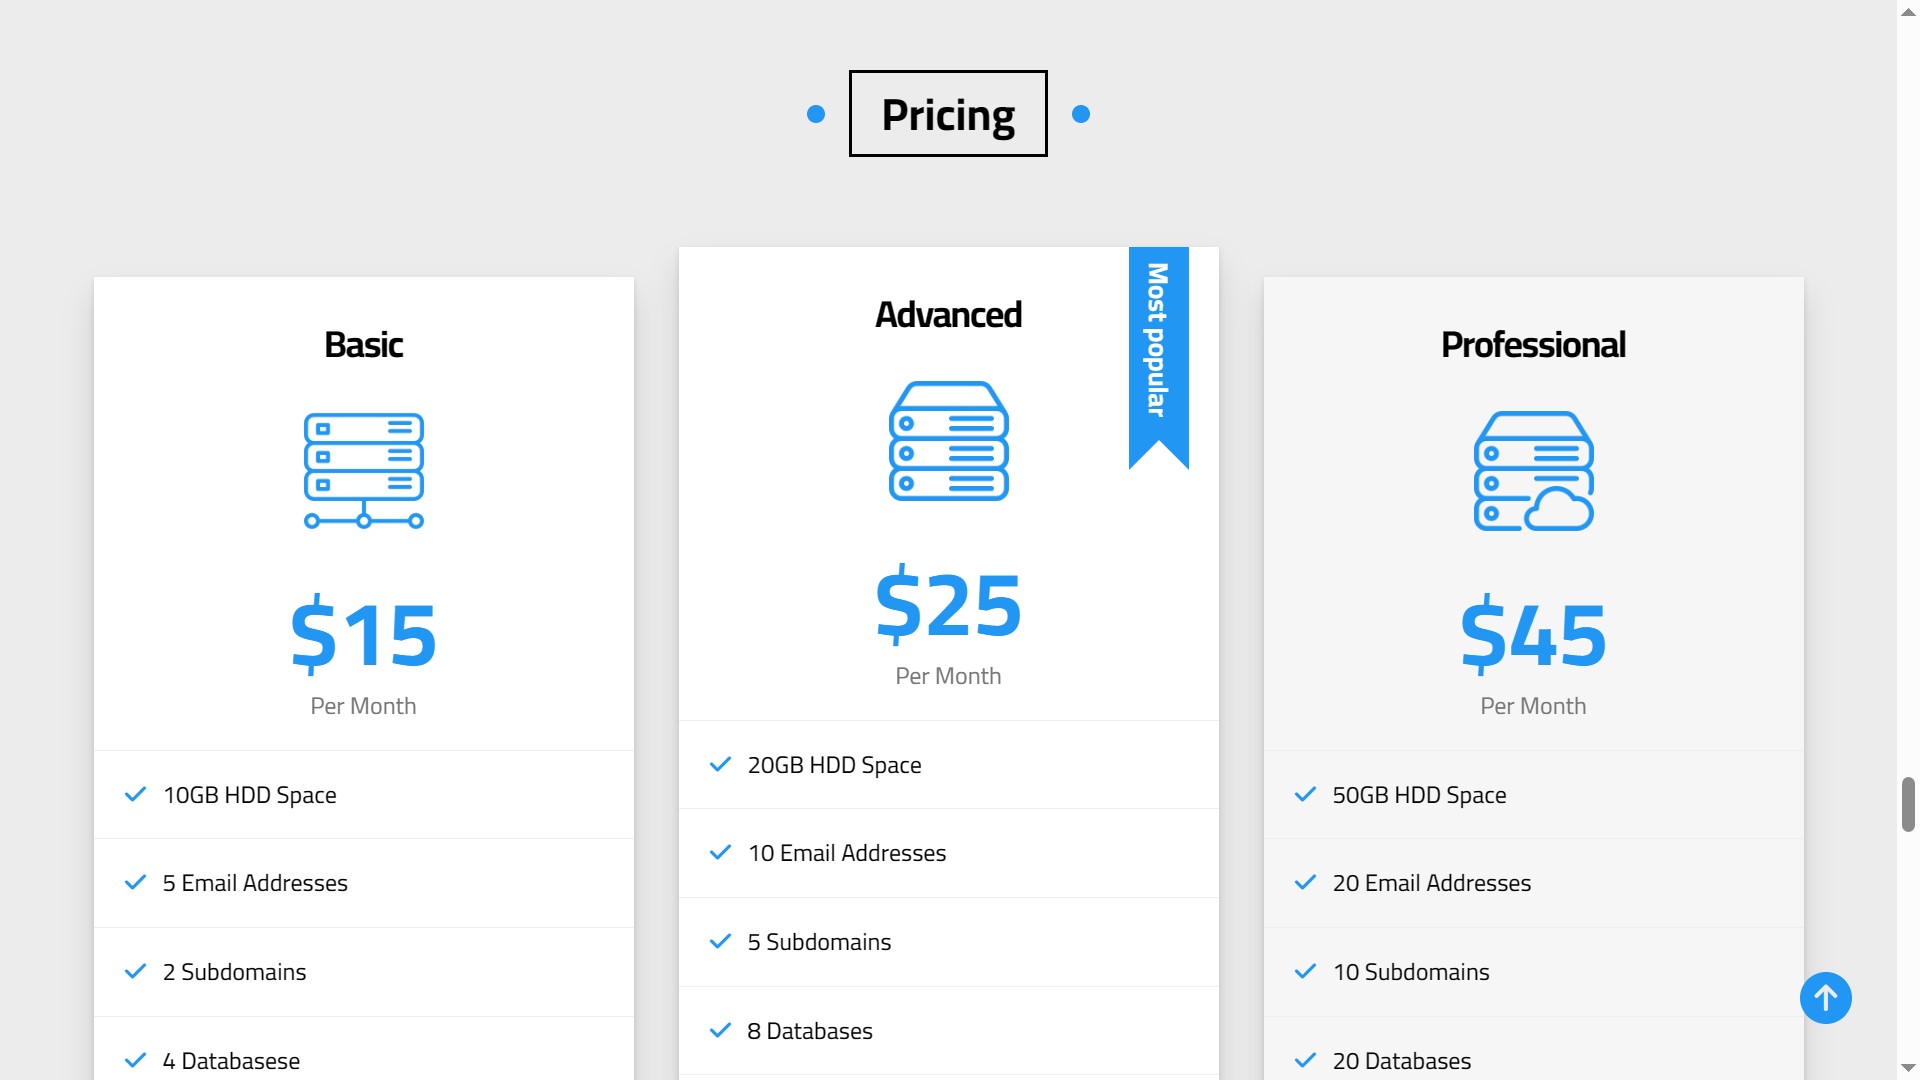 Pricing
Basic
$15
Per Month
10GB HDD Space
5 Email Addresses
2 Subdomains
4 Databasese
Most popular
Advanced
$25
Per Month
20GB HDD Space
10 Email Addresses
5 Subdomains
8 Databases
Professional
$45
Per Month
50GB HDD Space
20 Email Addresses
10 Subdomains
20 Databases